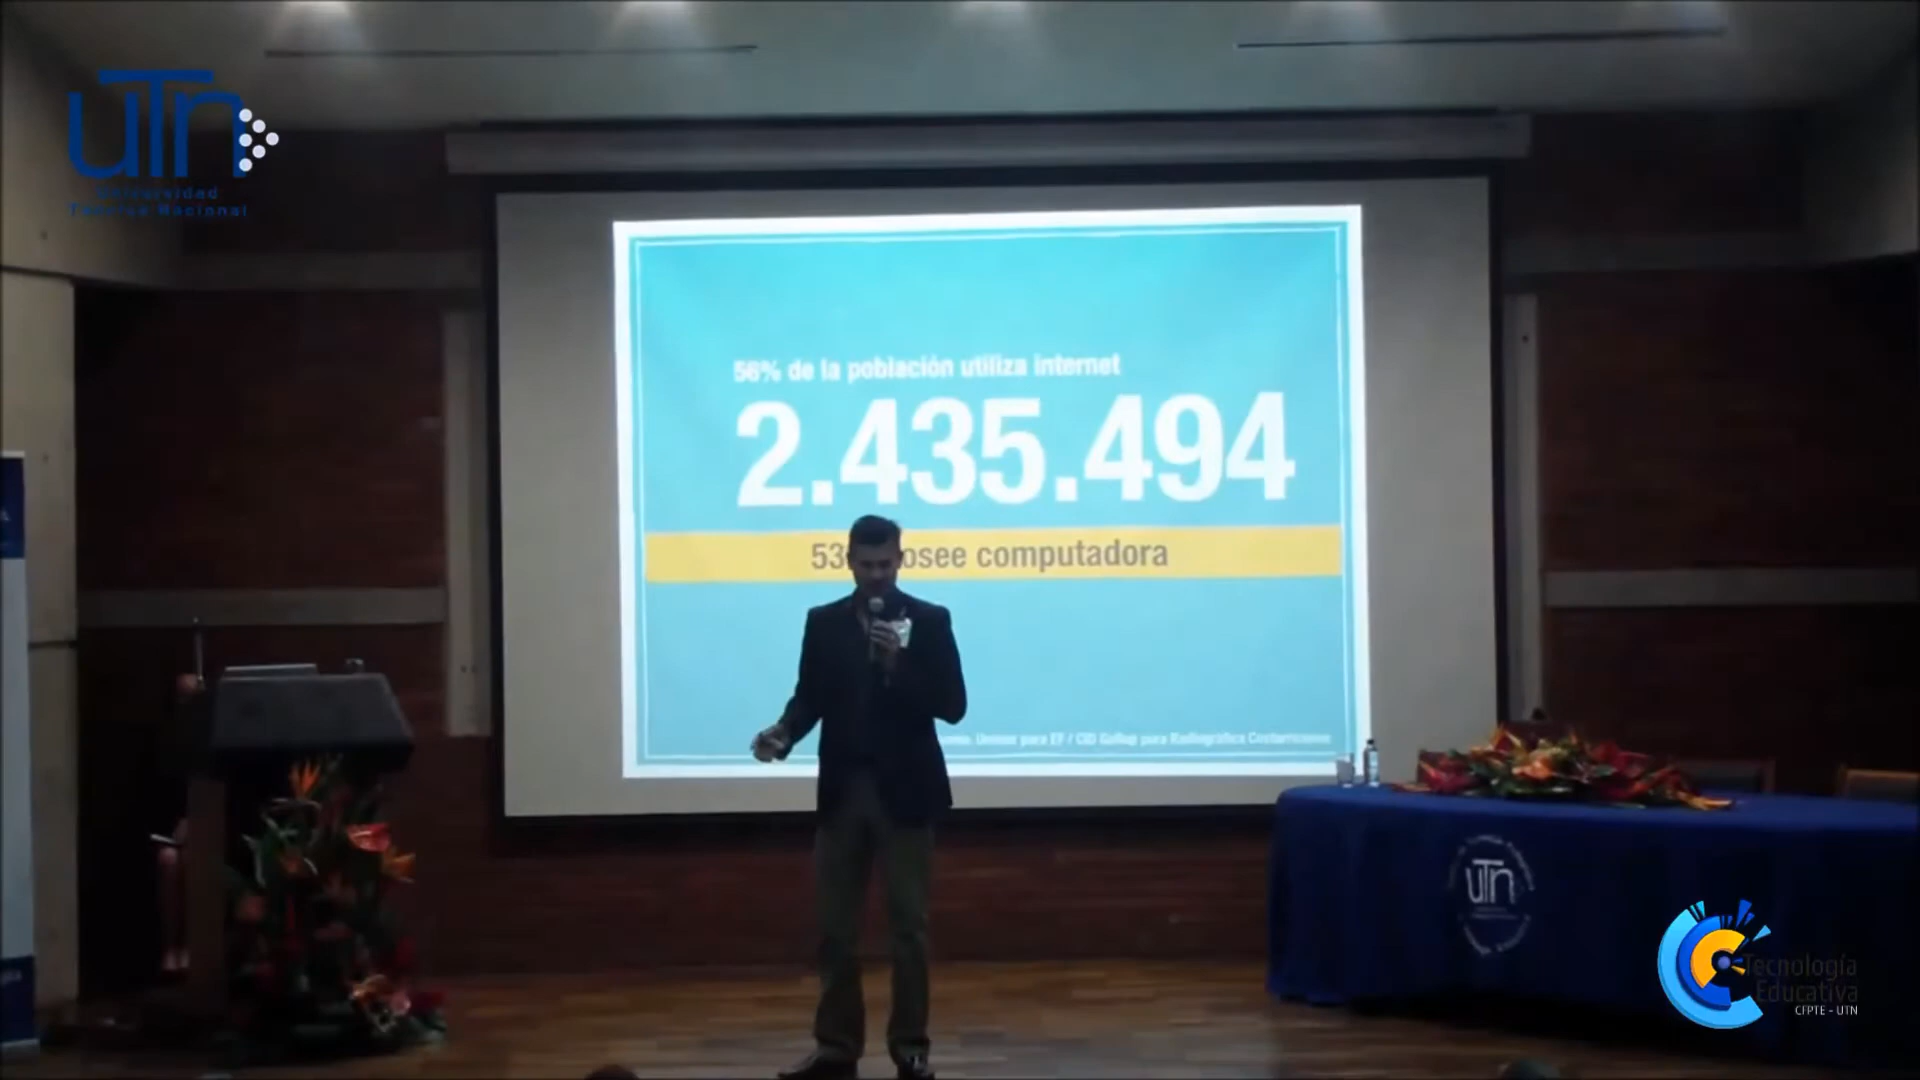 uTn
Universidad
Técnica Nacional
56% de la población utiliza internet
2.435.494
53 osee computadora
para EF / CID Gallup para Radiográfica Costarricense
uTn
Tecnología
Educativa
CFPTE - UTN